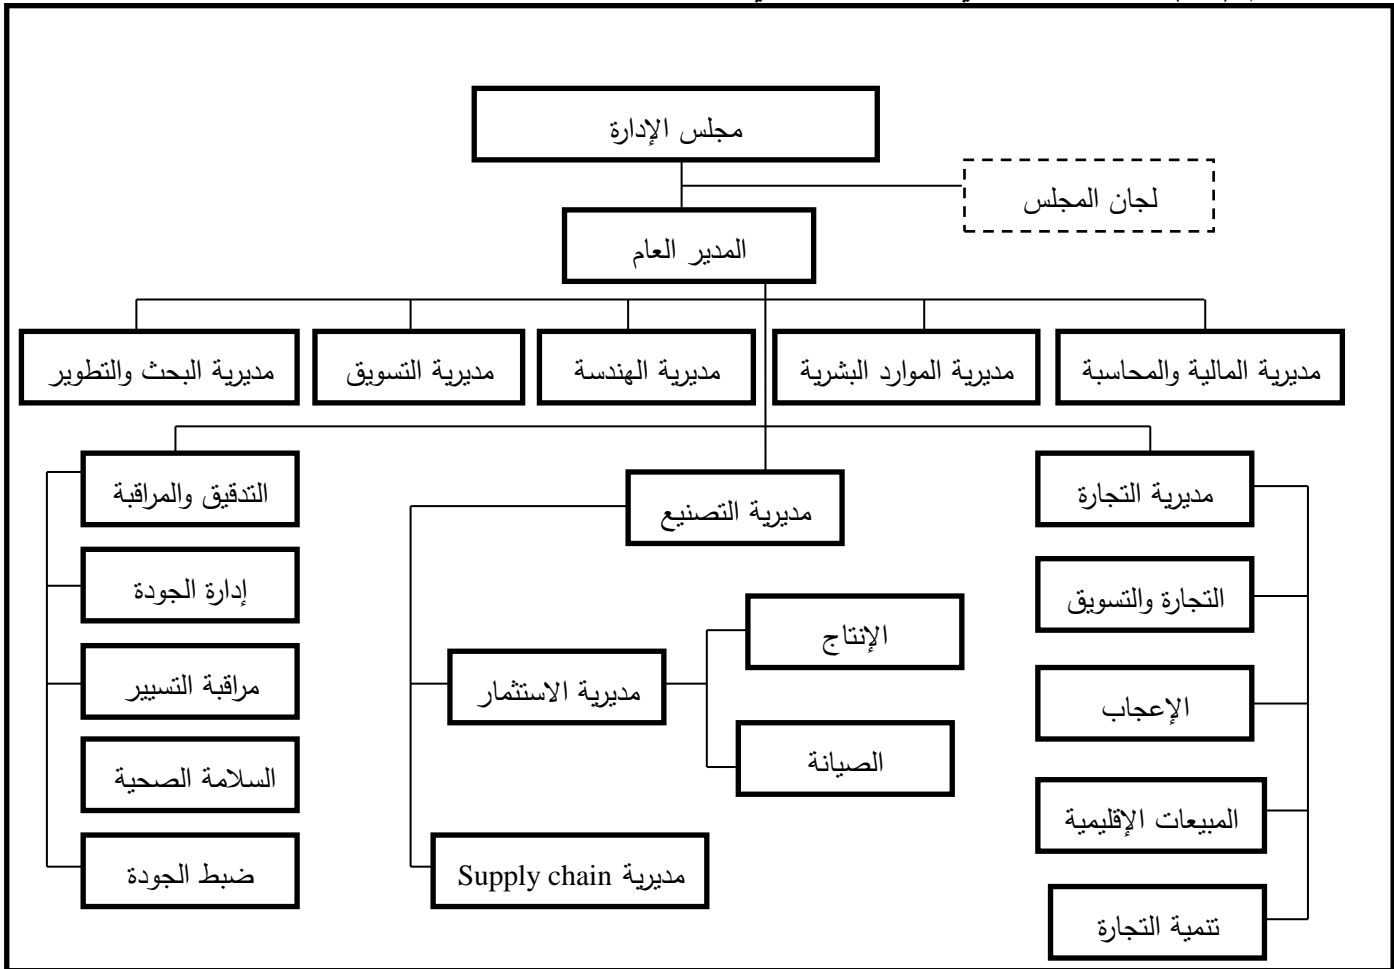 مجلس الإدارة
لجان المجلس
المدير العام
مديرية المالية والمحاسبة
مديرية الموارد البشرية
مديرية الهندسة
مديرية التسويق
مديرية البحث والتطوير
مديرية التجارة
التجارة والتسويق
الإعجاب
المبيعات الإقليمية
تنمية التجارة
مديرية التصنيع
مديرية الاستثمار
الإنتاج
الصيانة
مديرية Supply chain
التدقيق والمراقبة
إدارة الجودة
مراقبة التسيير
السلامة الصحية
ضبط الجودة